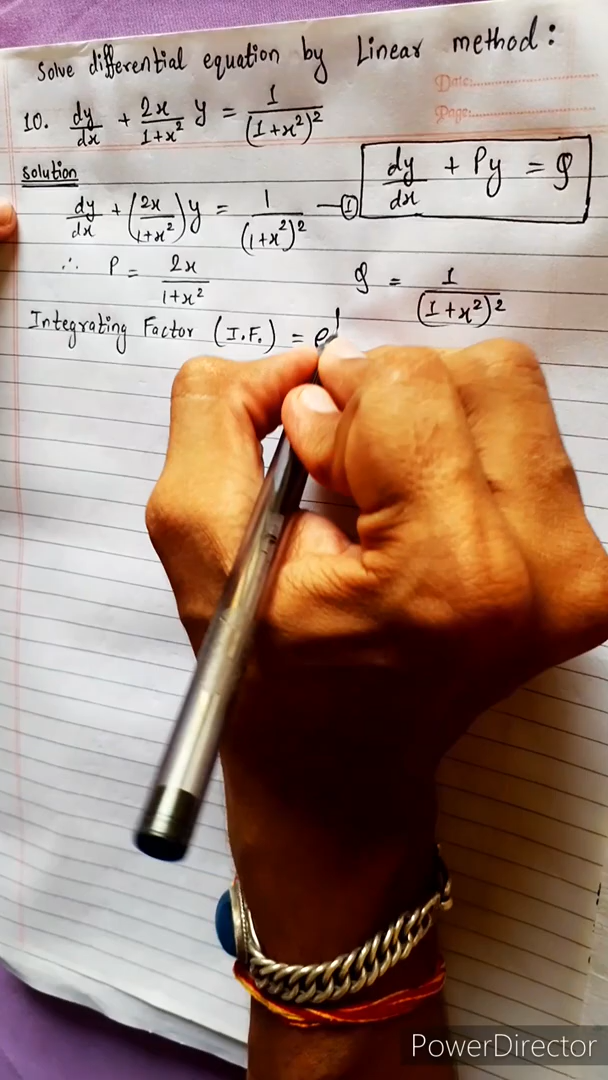 Solve differential equation by Linear method:
Date:
10. dy/dx + 2x/(1+x²) y = 1/(1+x²)²
Page:
solution
dy/dx + Py = Q
dy/dx + (2x/(1+x²)) y = 1/(1+x²)² —①
∴ P = 2x/(1+x²) Q = 1/(1+x²)²
Integrating Factor (I.F.) = e
PowerDirector